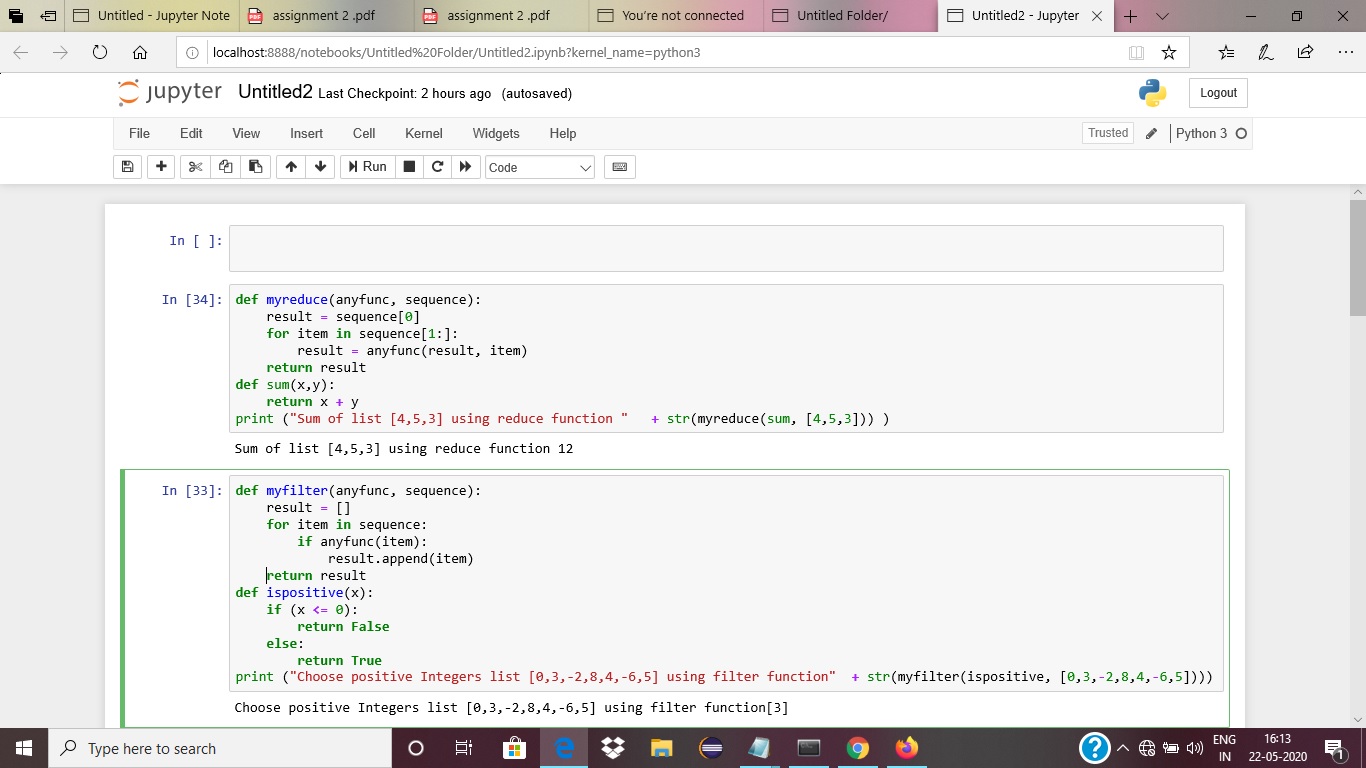 Untitled - Jupyter Note
assignment 2 .pdf
assignment 2 .pdf
You're not connected
Untitled Folder/
Untitled2 - Jupyter
localhost:8888/notebooks/Untitled%20Folder/Untitled2.ipynb?kernel_name=python3
jupyter Untitled2 Last Checkpoint: 2 hours ago (autosaved)
Logout
File Edit View Insert Cell Kernel Widgets Help
Trusted Python 3
Run Code
In [ ]:
In [34]: def myreduce(anyfunc, sequence):
    result = sequence[0]
    for item in sequence[1:]:
        result = anyfunc(result, item)
    return result
def sum(x,y):
    return x + y
print ("Sum of list [4,5,3] using reduce function "   + str(myreduce(sum, [4,5,3])) )
Sum of list [4,5,3] using reduce function 12
In [33]: def myfilter(anyfunc, sequence):
    result = []
    for item in sequence:
        if anyfunc(item):
            result.append(item)
    return result
def ispositive(x):
    if (x <= 0):
        return False
    else:
        return True
print ("Choose positive Integers list [0,3,-2,8,4,-6,5] using filter function"  + str(myfilter(ispositive, [0,3,-2,8,4,-6,5])))
Choose positive Integers list [0,3,-2,8,4,-6,5] using filter function[3]
Type here to search
ENG
IN
16:13
22-05-2020
1